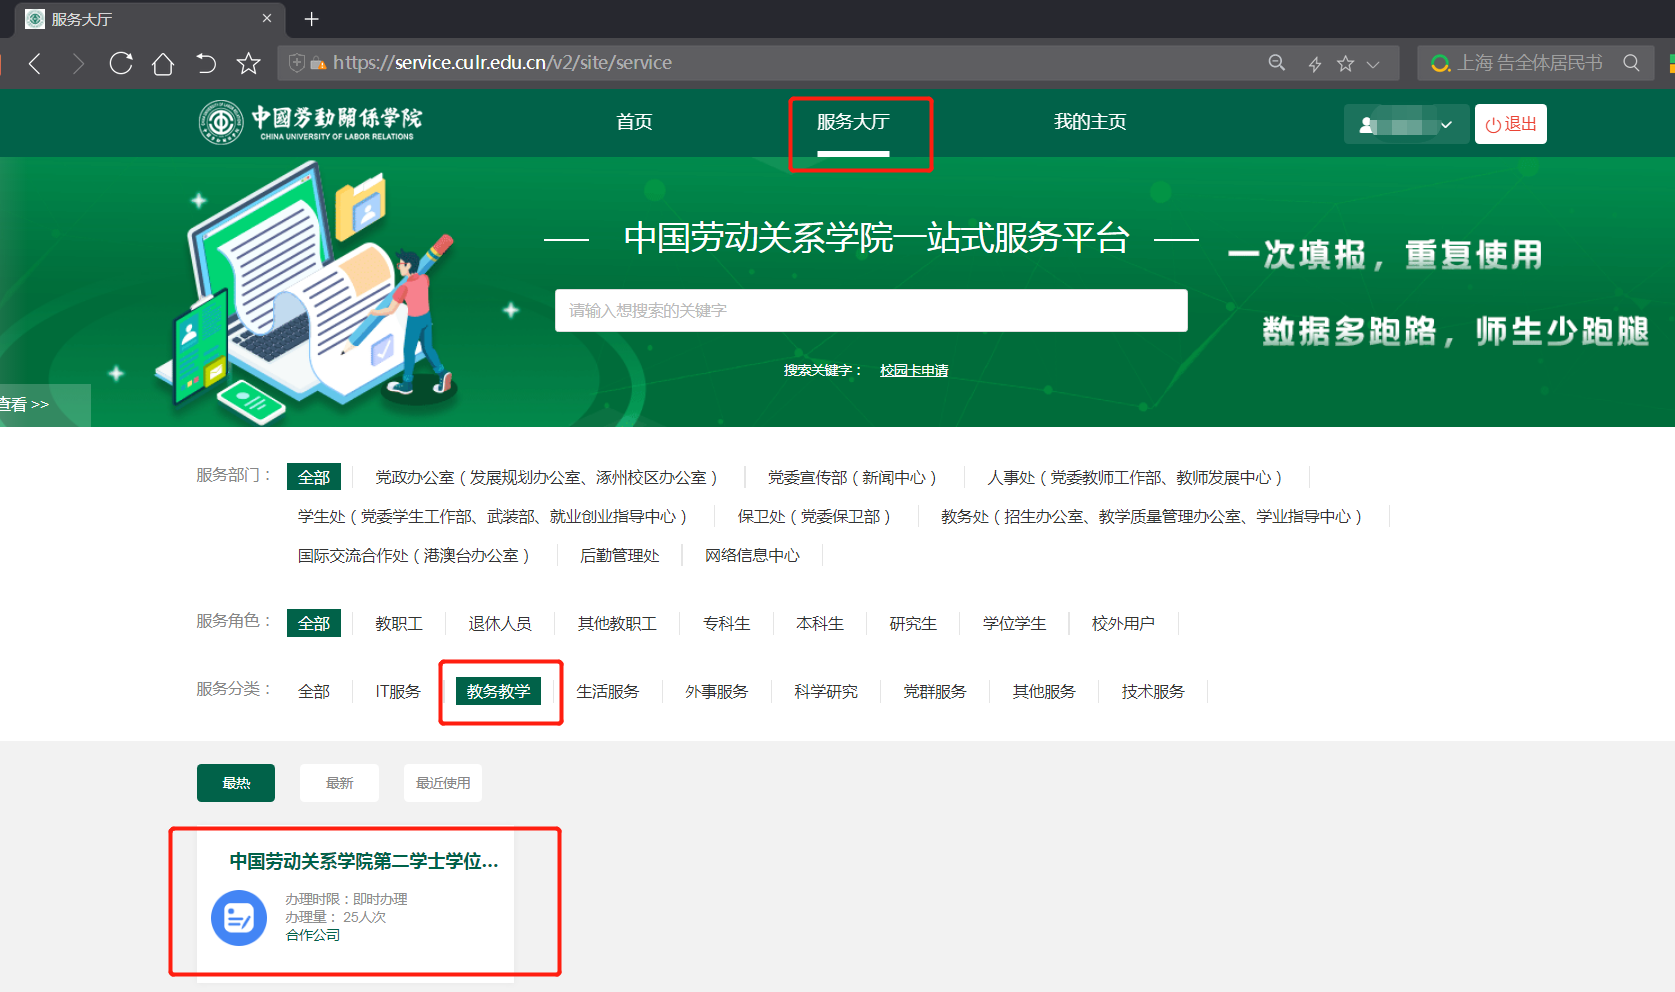 服务大厅
https://service.culr.edu.cn/v2/site/service
上海 告全体居民书
中国劳動關係学院
CHINA UNIVERSITY OF LABOR RELATIONS
首页
服务大厅
我的主页
退出
中国劳动关系学院一站式服务平台
一次填报，重复使用
请输入想搜索的关键字
数据多跑路，师生少跑腿
搜索关键字： 校园卡申请
查看 >>
服务部门： 全部 党政办公室（发展规划办公室、涿州校区办公室） 党委宣传部（新闻中心） 人事处（党委教师工作部、教师发展中心）
学生处（党委学生工作部、武装部、就业创业指导中心） 保卫处（党委保卫部） 教务处（招生办公室、教学质量管理办公室、学业指导中心）
国际交流合作处（港澳台办公室） 后勤管理处 网络信息中心
服务角色： 全部 教职工 退休人员 其他教职工 专科生 本科生 研究生 学位学生 校外用户
服务分类： 全部 IT服务 教务教学 生活服务 外事服务 科学研究 党群服务 其他服务 技术服务
最热 最新 最近使用
中国劳动关系学院第二学士学位...
办理时限：即时办理
办理量： 25人次
合作公司